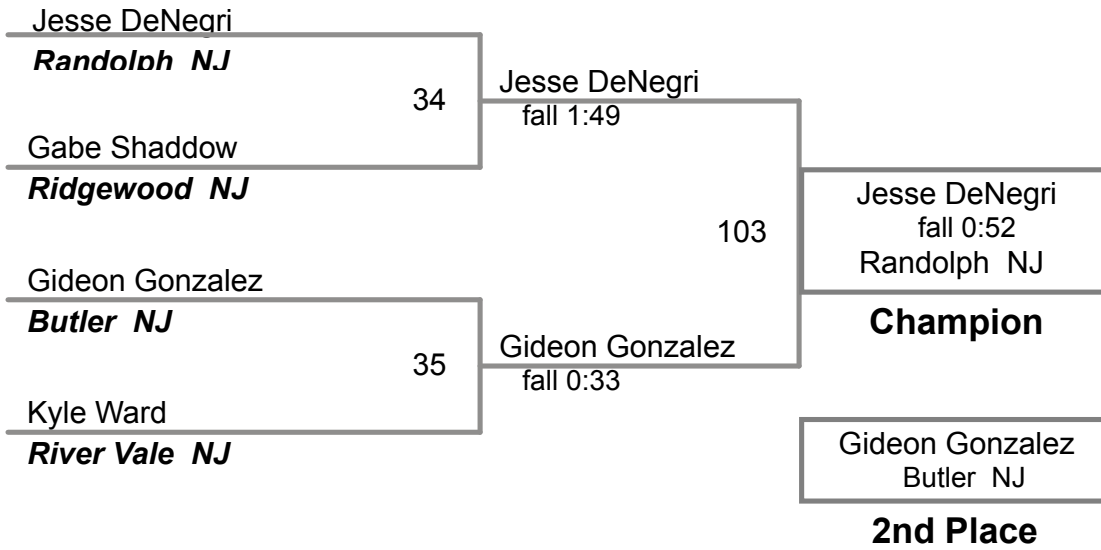 Jesse DeNegri
Randolph NJ
34
Gabe Shaddow
Ridgewood NJ
Jesse DeNegri
fall 1:49
Gideon Gonzalez
Butler NJ
35
Kyle Ward
River Vale NJ
Gideon Gonzalez
fall 0:33
103
Jesse DeNegri
fall 0:52
Randolph NJ
Champion
Gideon Gonzalez
Butler NJ
2nd Place